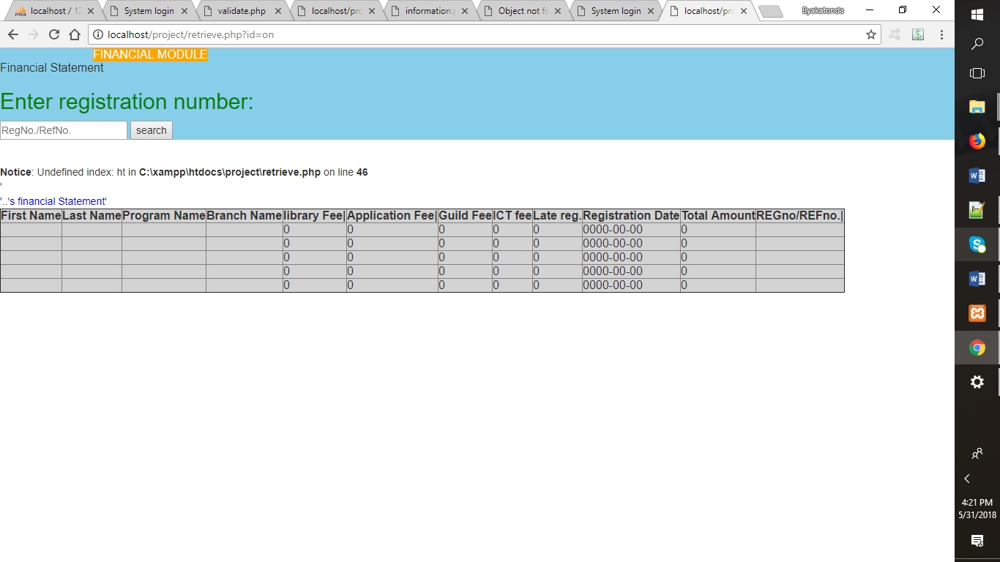 localhost / 12
System login
validate.php
localhost/pro
information.p
Object not fo
System login
localhost/pro
Byakatonda
localhost/project/retrieve.php?id=on
FINANCIAL MODULE
Financial Statement
Enter registration number:
RegNo./RefNo. search
Notice: Undefined index: ht in C:\xampp\htdocs\project\retrieve.php on line 46
'
'..'s financial Statement'
First Name Last Name Program Name Branch Name library Fee| Application Fee| Guild Fee ICT fee Late reg. Registration Date Total Amount REGno/REFno.|
0 0 0 0 0 0000-00-00 0
0 0 0 0 0 0000-00-00 0
0 0 0 0 0 0000-00-00 0
0 0 0 0 0 0000-00-00 0
0 0 0 0 0 0000-00-00 0
4:21 PM
5/31/2018